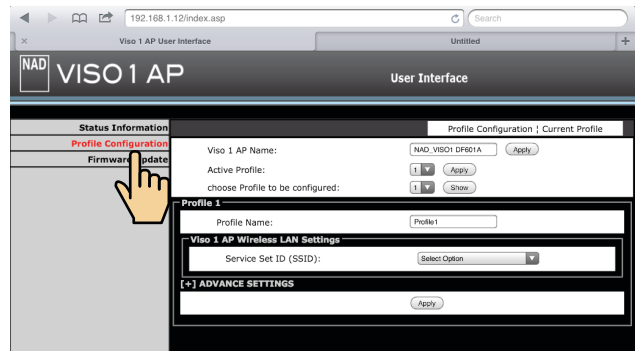 192.168.1.12/index.asp
Search
× Viso 1 AP User Interface
Untitled +
NAD VISO 1 AP
User Interface
Status Information
Profile Configuration
Profile Configuration ¦ Current Profile
Viso 1 AP Name: NAD_VISO1 DF601A Apply
Active Profile: 1 Apply
choose Profile to be configured: 1 Show
Profile 1
Profile Name: Profile1
Viso 1 AP Wireless LAN Settings
Service Set ID (SSID): Select Option
[+] ADVANCE SETTINGS
Apply
Firmware Update